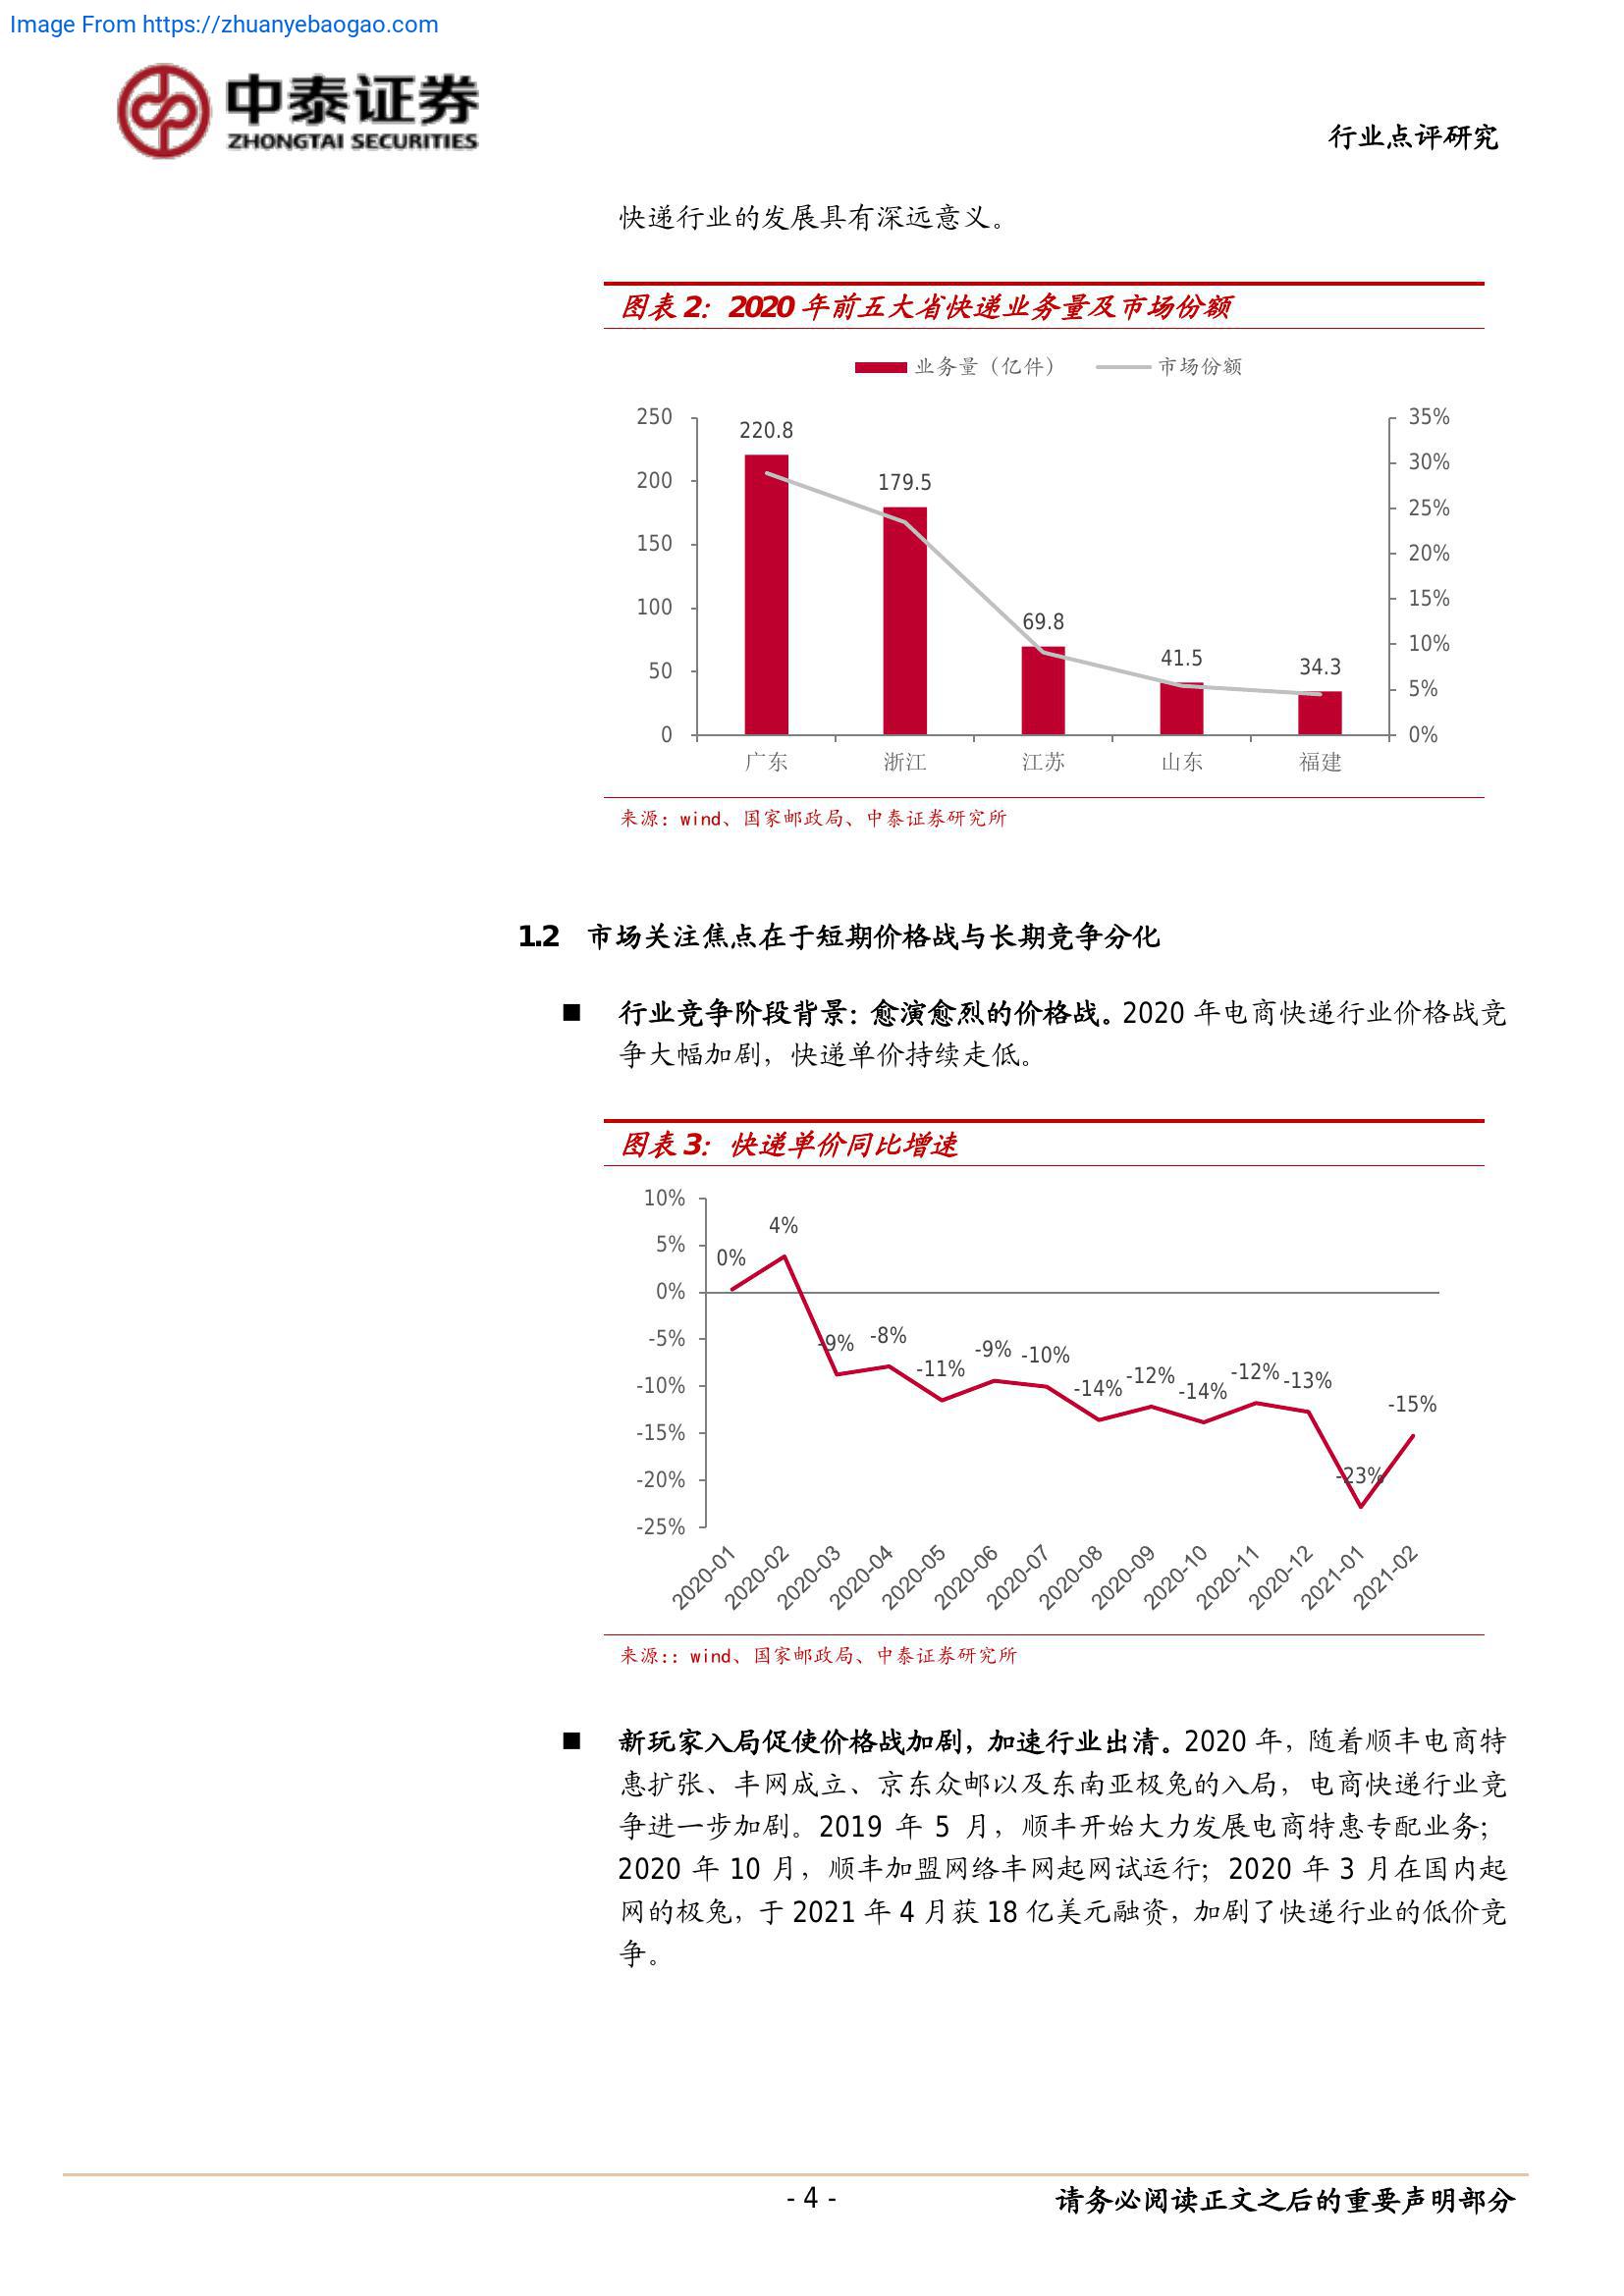 Image From https://zhuanyebaogao.com
中泰证券
ZHONGTAI SECURITIES
行业点评研究
快递行业的发展具有深远意义。
图表 2：2020 年前五大省快递业务量及市场份额
业务量（亿件） 市场份额
250
200
150
100
50
0
35%
30%
25%
20%
15%
10%
5%
0%
220.8
179.5
69.8
41.5
34.3
广东 浙江 江苏 山东 福建
来源：wind、国家邮政局、中泰证券研究所
1.2 市场关注焦点在于短期价格战与长期竞争分化
■ 行业竞争阶段背景：愈演愈烈的价格战。2020 年电商快递行业价格战竞
争大幅加剧，快递单价持续走低。
图表 3：快递单价同比增速
10%
5%
0%
-5%
-10%
-15%
-20%
-25%
0%
4%
-9%
-8%
-11%
-9%
-10%
-14%
-12%
-14%
-12%
-13%
-23%
-15%
2020-01 2020-02 2020-03 2020-04 2020-05 2020-06 2020-07 2020-08 2020-09 2020-10 2020-11 2020-12 2021-01 2021-02
来源:：wind、国家邮政局、中泰证券研究所
■ 新玩家入局促使价格战加剧，加速行业出清。2020 年，随着顺丰电商特
惠扩张、丰网成立、京东众邮以及东南亚极兔的入局，电商快递行业竞
争进一步加剧。2019 年 5 月，顺丰开始大力发展电商特惠专配业务；
2020 年 10 月，顺丰加盟网络丰网起网试运行；2020 年 3 月在国内起
网的极兔，于 2021 年 4 月获 18 亿美元融资，加剧了快递行业的低价竞
争。
- 4 -
请务必阅读正文之后的重要声明部分